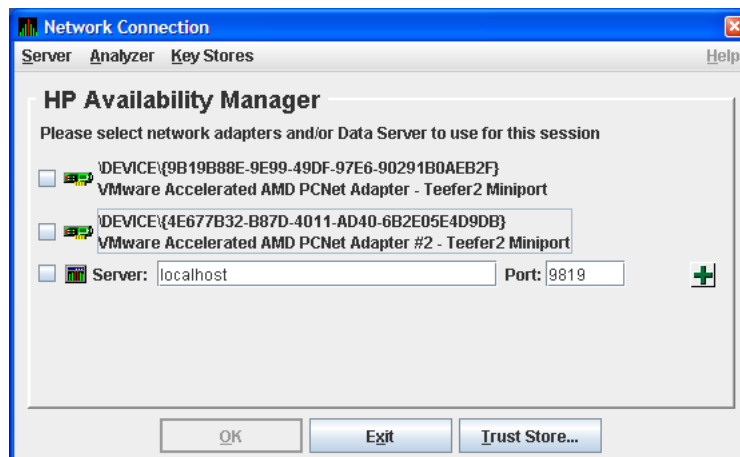 Network Connection
Server Analyzer Key Stores Help
HP Availability Manager
Please select network adapters and/or Data Server to use for this session
\DEVICE\{9B19B88E-9E99-49DF-97E6-90291B0AEB2F}
VMware Accelerated AMD PCNet Adapter - Teefer2 Miniport
\DEVICE\{4E677B32-B87D-4011-AD40-6B2E05E4D9DB}
VMware Accelerated AMD PCNet Adapter #2 - Teefer2 Miniport
Server: localhost Port: 9819
OK Exit Trust Store...